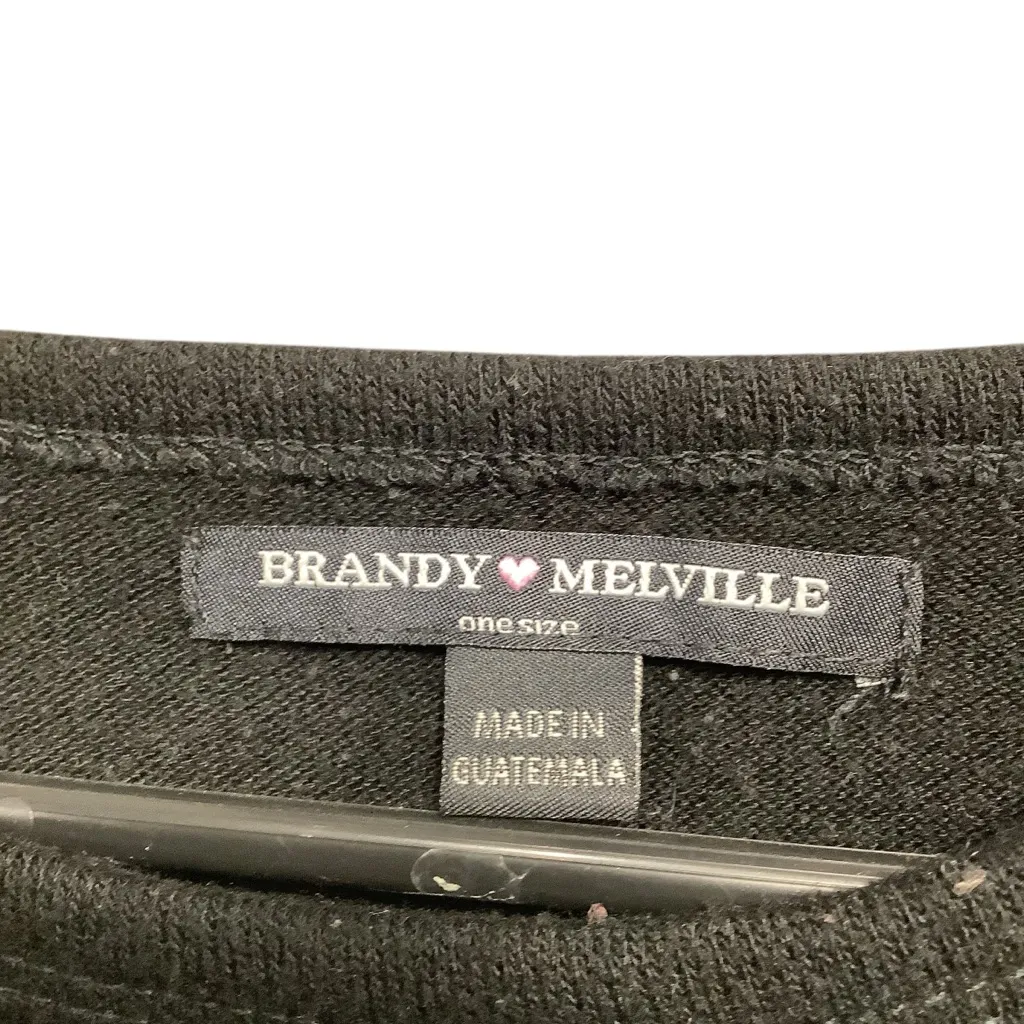 BRANDY ♥ MELVILLE
one size
MADE IN
GUATEMALA